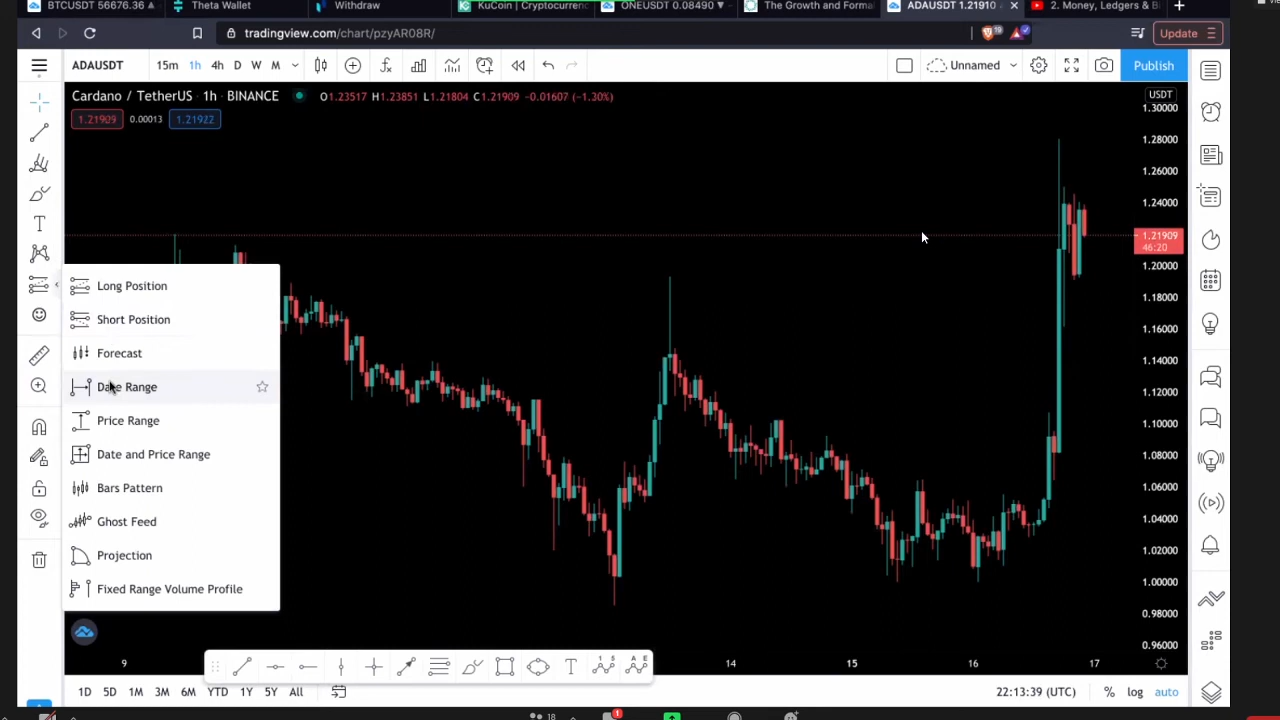 BTCUSDT 56676.36
Theta Wallet
Withdraw
KuCoin | Cryptocurrenc
ONEUSDT 0.08490
The Growth and Forma
ADAUSDT 1.21910
2. Money, Ledgers & Bi
tradingview.com/chart/pzyAR08R/
19
Update
ADAUSDT
15m 1h 4h D W M
Unnamed
Publish
Cardano / TetherUS · 1h · BINANCE
O1.23517 H1.23851 L1.21804 C1.21909 -0.01607 (-1.30%)
1.21909 0.00013 1.21922
USDT
1.30000
1.28000
1.26000
1.24000
1.21909
46:20
1.20000
1.18000
1.16000
1.14000
1.12000
1.10000
1.08000
1.06000
1.04000
1.02000
1.00000
0.98000
0.96000
Long Position
Short Position
Forecast
Date Range
Price Range
Date and Price Range
Bars Pattern
Ghost Feed
Projection
Fixed Range Volume Profile
9
14
15
16
17
1D 5D 1M 3M 6M YTD 1Y 5Y All
22:13:39 (UTC)
% log auto
18
1